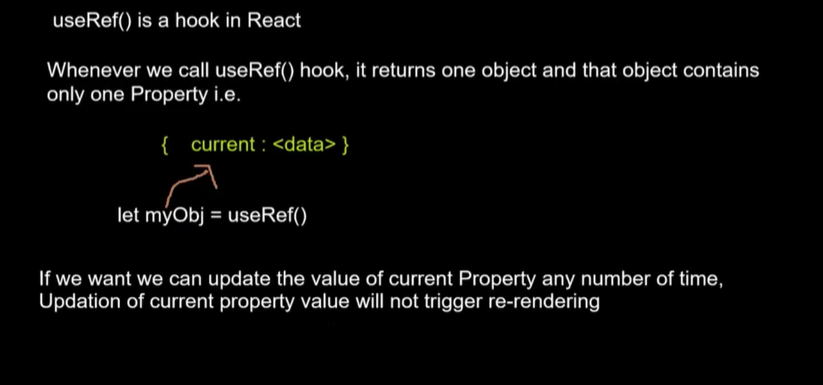 useRef() is a hook in React
Whenever we call useRef() hook, it returns one object and that object contains
only one Property i.e.
{ current : <data> }
let myObj = useRef()
If we want we can update the value of current Property any number of time,
Updation of current property value will not trigger re-rendering